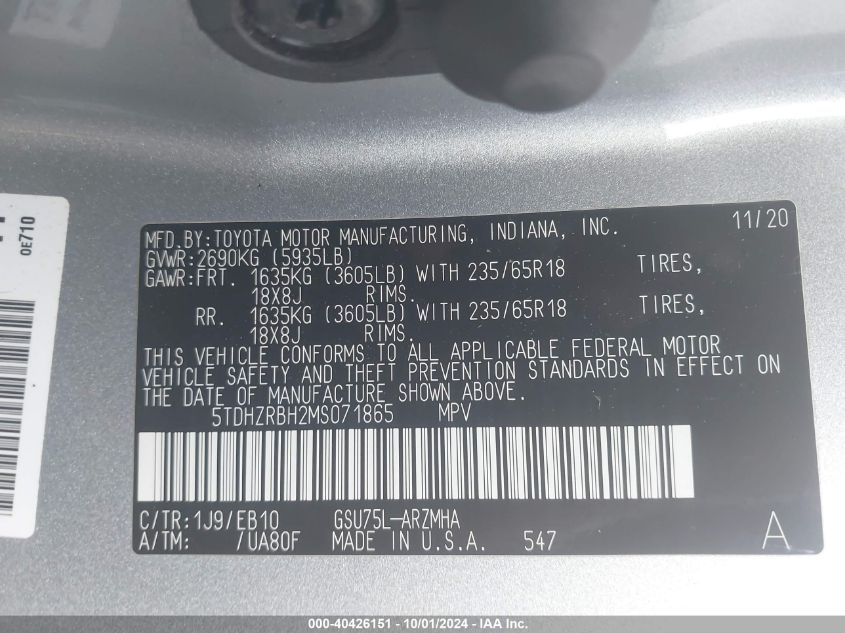 0E710
MFD.BY:TOYOTA MOTOR MANUFACTURING, INDIANA, INC. 11/20
GVWR:2690KG (5935LB)
GAWR:FRT. 1635KG (3605LB) WITH 235/65R18 TIRES,
18X8J RIMS.
RR. 1635KG (3605LB) WITH 235/65R18 TIRES,
18X8J RIMS.
THIS VEHICLE CONFORMS TO ALL APPLICABLE FEDERAL MOTOR
VEHICLE SAFETY AND THEFT PREVENTION STANDARDS IN EFFECT ON
THE DATE OF MANUFACTURE SHOWN ABOVE.
5TDHZRBH2MS071865 MPV
C/TR:1J9/EB10 GSU75L-ARZMHA
A/TM: /UA80F MADE IN U.S.A. 547 A
000-40426151 - 10/01/2024 - IAA Inc.